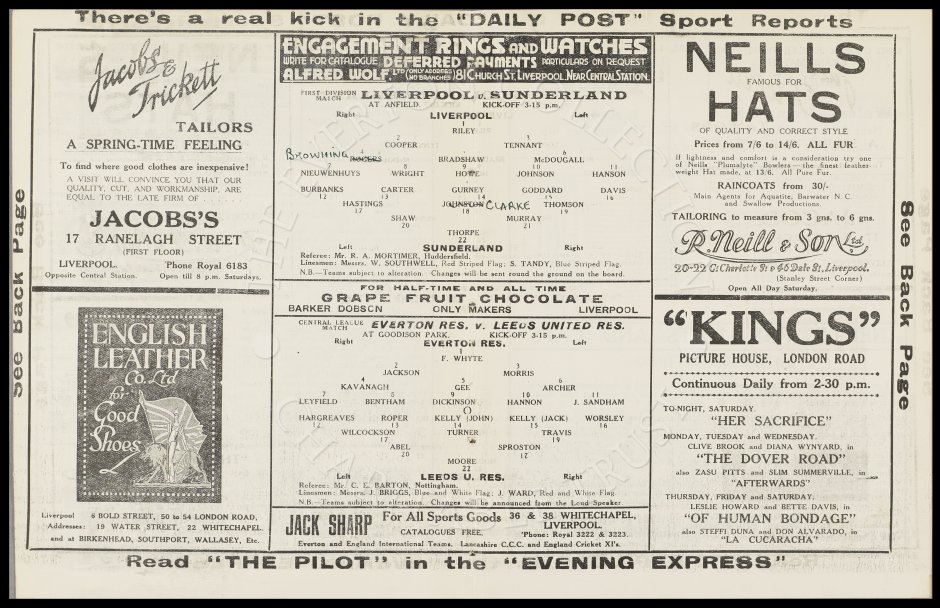 There's a real kick in the "DAILY POST" Sport Reports
See Back Page
Jacobs & Trickett
TAILORS
A SPRING-TIME FEELING
To find where good clothes are inexpensive!
A VISIT WILL CONVINCE YOU THAT OUR
QUALITY, CUT, AND WORKMANSHIP, ARE
EQUAL TO THE LATE FIRM OF . . . .
JACOBS'S
17 RANELAGH STREET
(FIRST FLOOR)
LIVERPOOL. 'Phone Royal 6183
Opposite Central Station. Open till 8 p.m. Saturdays.
ENGLISH
LEATHER
Co. Ltd
for
Good
Shoes
Liverpool 6 BOLD STREET, 50 to 54 LONDON ROAD,
Addresses: 19 WATER STREET, 22 WHITECHAPEL.
and at BIRKENHEAD, SOUTHPORT, WALLASEY, Etc.
ENGAGEMENT RINGS AND WATCHES
WRITE FOR CATALOGUE DEFERRED PAYMENTS PARTICULARS ON REQUEST
ALFRED WOLF, LTD (ONLY ADDRESS NO BRANCHES) 81 CHURCH ST. LIVERPOOL. NEAR CENTRAL STATION.
FIRST DIVISION MATCH LIVERPOOL v. SUNDERLAND
AT ANFIELD. KICK-OFF 3-15 p.m.
Right LIVERPOOL Left
1
RILEY
2 3
COOPER TENNANT
4 5 6
BROWNING ROGERS BRADSHAW McDOUGALL
7 8 9 10 11
NIEUWENHUYS WRIGHT HOWE JOHNSON HANSON
BURBANKS CARTER GURNEY GODDARD DAVIS
12 13 14 15 16
HASTINGS JOHNSTON CLARKE THOMSON
17 18 19
SHAW MURRAY
20 21
THORPE
22
Left SUNDERLAND Right
Referee: Mr. R. A. MORTIMER, Huddersfield.
Linesmen: Messrs. W. SOUTHWELL, Red Striped Flag; S. TANDY, Blue Striped Flag.
N.B.—Teams subject to alteration. Changes will be sent round the ground on the board.
FOR HALF-TIME AND ALL TIME
GRAPE FRUIT CHOCOLATE
BARKER DOBSON ONLY MAKERS LIVERPOOL
CENTRAL LEAGUE MATCH EVERTON RES. v. LEEDS UNITED RES.
AT GOODISON PARK. KICK-OFF 3-15 p.m.
Right EVERTON RES. Left
1
F. WHYTE
2 3
JACKSON MORRIS
4 5 6
KAVANAGH GEE ARCHER
7 8 9 10 11
LEYFIELD BENTHAM DICKINSON HANNON J. SANDHAM
O
HARGREAVES ROPER KELLY (JOHN) KELLY (JACK) WORSLEY
12 13 14 15 16
WILCOCKSON TURNER TRAVIS
17 19
ABEL SPROSTON
20 12
MOORE
22
Left LEEDS U. RES. Right
Referee: Mr. C. E. BARTON, Nottingham.
Linesmen: Messrs. J. BRIGGS, Blue and White Flag; J. WARD, Red and White Flag.
N.B.—Teams subject to alteration. Changes will be announced from the Loud-Speaker.
JACK SHARP For All Sports Goods 36 & 38 WHITECHAPEL,
LIVERPOOL.
CATALOGUES FREE. 'Phone: Royal 3222 & 3223.
Everton and England International Teams. Lancashire C.C.C. and England Cricket XI's.
NEILLS
FAMOUS FOR
HATS
OF QUALITY AND CORRECT STYLE
Prices from 7/6 to 14/6. ALL FUR
If lightness and comfort is a consideration try one
of Neills "Plumalyte" Bowlers—the finest feather-
weight Hat made, at 13/6. All Pure Fur.
RAINCOATS from 30/-
Main Agents for Aquatite, Barwater N.C.
and Swallow Productions.
TAILORING to measure from 3 gns. to 6 gns.
R. Neill & Son Ltd.
20-22 Gt Charlotte St & 45 Dale St, Liverpool.
(Stanley Street Corner)
Open All Day Saturday.
"KINGS"
PICTURE HOUSE, LONDON ROAD
Continuous Daily from 2-30 p.m.
TO-NIGHT, SATURDAY.
"HER SACRIFICE"
MONDAY, TUESDAY and WEDNESDAY.
CLIVE BROOK and DIANA WYNYARD, in
"THE DOVER ROAD"
also ZASU PITTS and SLIM SUMMERVILLE, in
"AFTERWARDS"
THURSDAY, FRIDAY and SATURDAY:
LESLIE HOWARD and BETTE DAVIS, in
"OF HUMAN BONDAGE"
also STEFFI DUNA and DON ALVARADO, in
"LA CUCARACHA"
See Back Page
Read "THE PILOT" in the "EVENING EXPRESS"